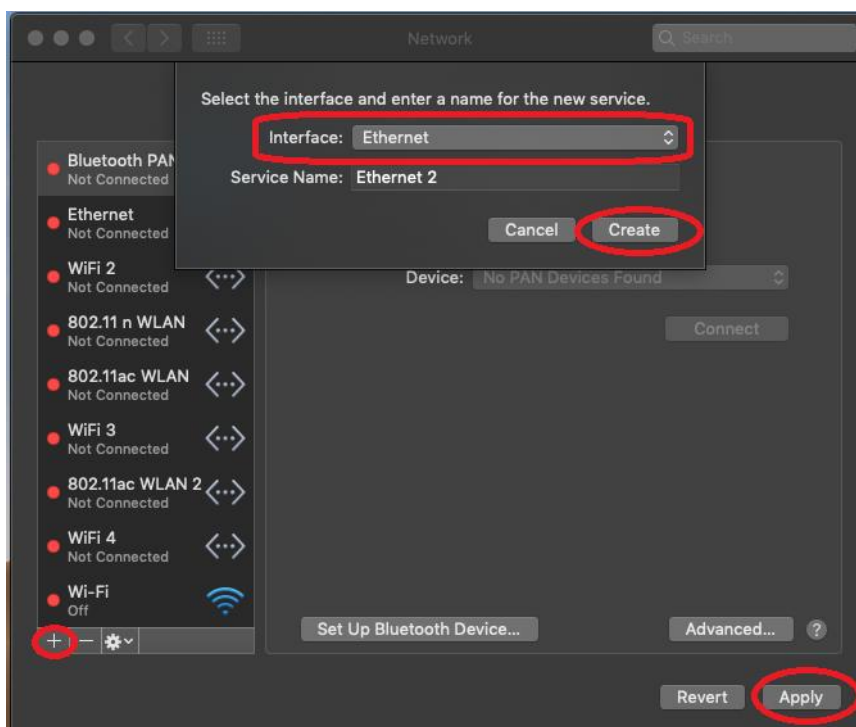 Network
Search
Select the interface and enter a name for the new service.
Interface: Ethernet
Service Name: Ethernet 2
Cancel Create
Bluetooth PAN
Not Connected
Ethernet
Not Connected
WiFi 2
Not Connected
802.11 n WLAN
Not Connected
802.11ac WLAN
Not Connected
WiFi 3
Not Connected
802.11ac WLAN 2
Not Connected
WiFi 4
Not Connected
Wi-Fi
Off
Device: No PAN Devices Found
Connect
Set Up Bluetooth Device... Advanced... ?
Revert Apply